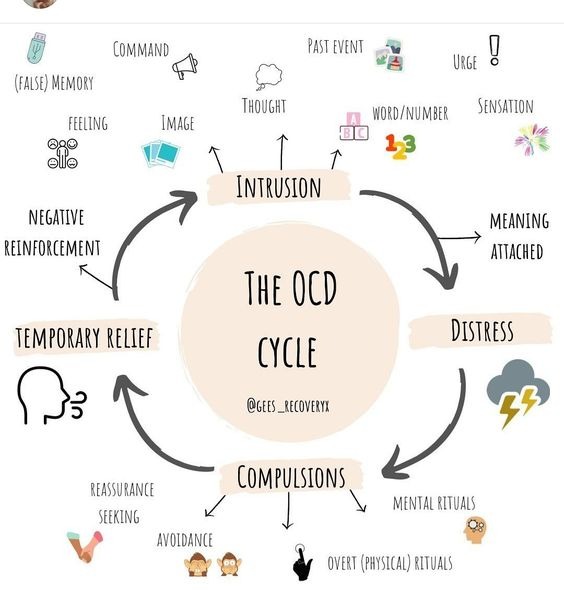 (FALSE) MEMORY
COMMAND
PAST EVENT
URGE
FEELING
IMAGE
THOUGHT
WORD/NUMBER
SENSATION
A
B C
123
INTRUSION
NEGATIVE
REINFORCEMENT
MEANING
ATTACHED
THE OCD
CYCLE
@GEES_RECOVERYX
TEMPORARY RELIEF
DISTRESS
COMPULSIONS
REASSURANCE
SEEKING
AVOIDANCE
OVERT (PHYSICAL) RITUALS
MENTAL RITUALS